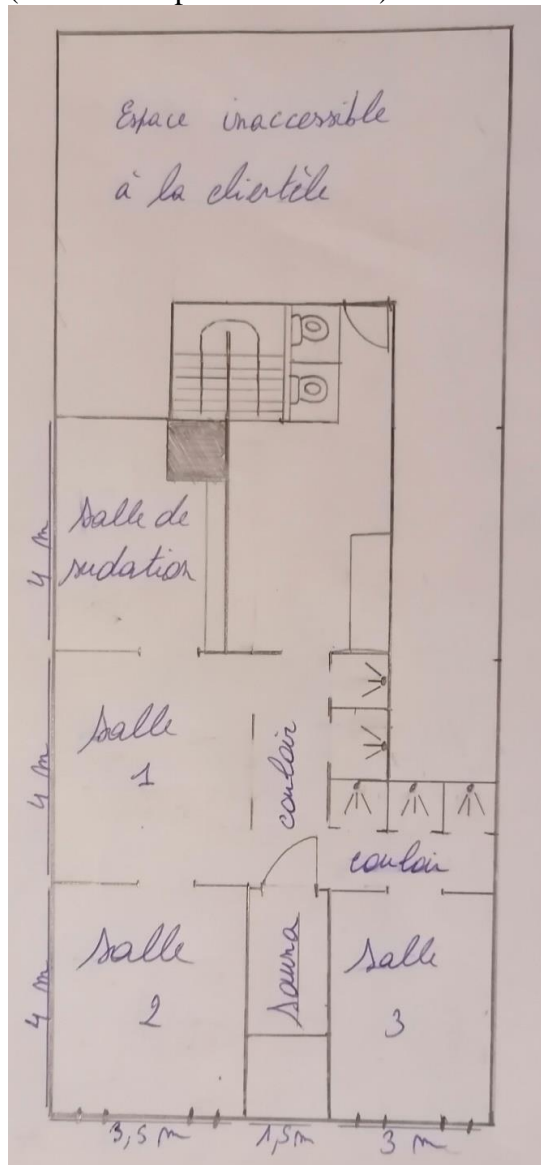 Espace inaccessible
à la clientèle
Salle de
sudation
4 m
Salle
1
couloir
4 m
couloir
Salle
2
sauna
Salle
3
4 m
3,5 m
1,5 m
3 m